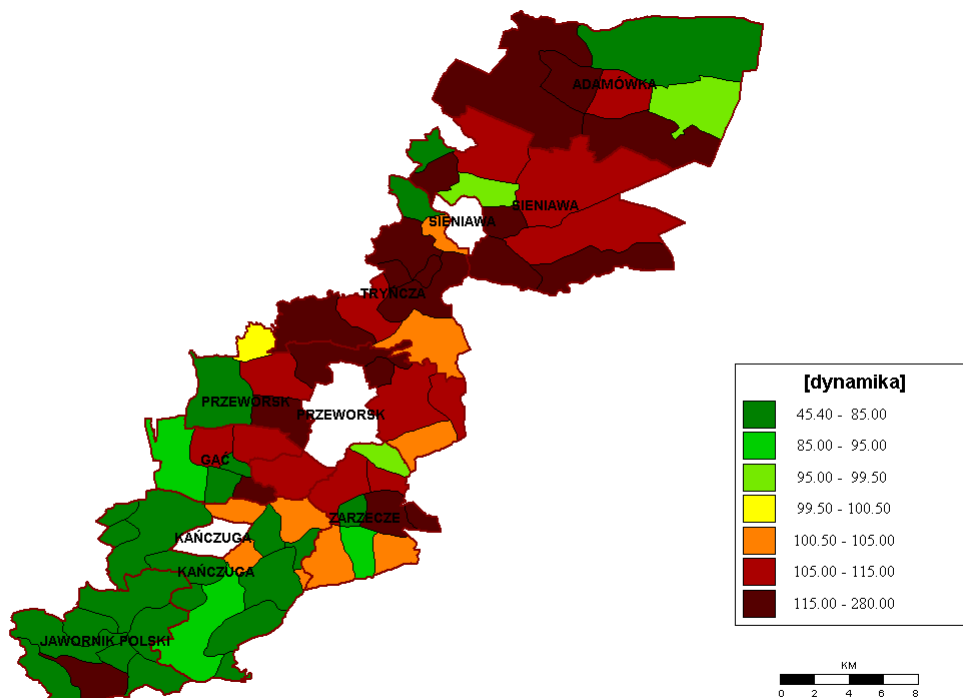 ADAMÓWKA
SIENIAWA
SIENIAWA
TRYŃCZA
PRZEWORSK
PRZEWORSK
GAĆ
ZARZECZE
KAŃCZUGA
KAŃCZUGA
JAWORNIK POLSKI
[dynamika]
45.40 - 85.00
85.00 - 95.00
95.00 - 99.50
99.50 - 100.50
100.50 - 105.00
105.00 - 115.00
115.00 - 280.00
KM
0 2 4 6 8